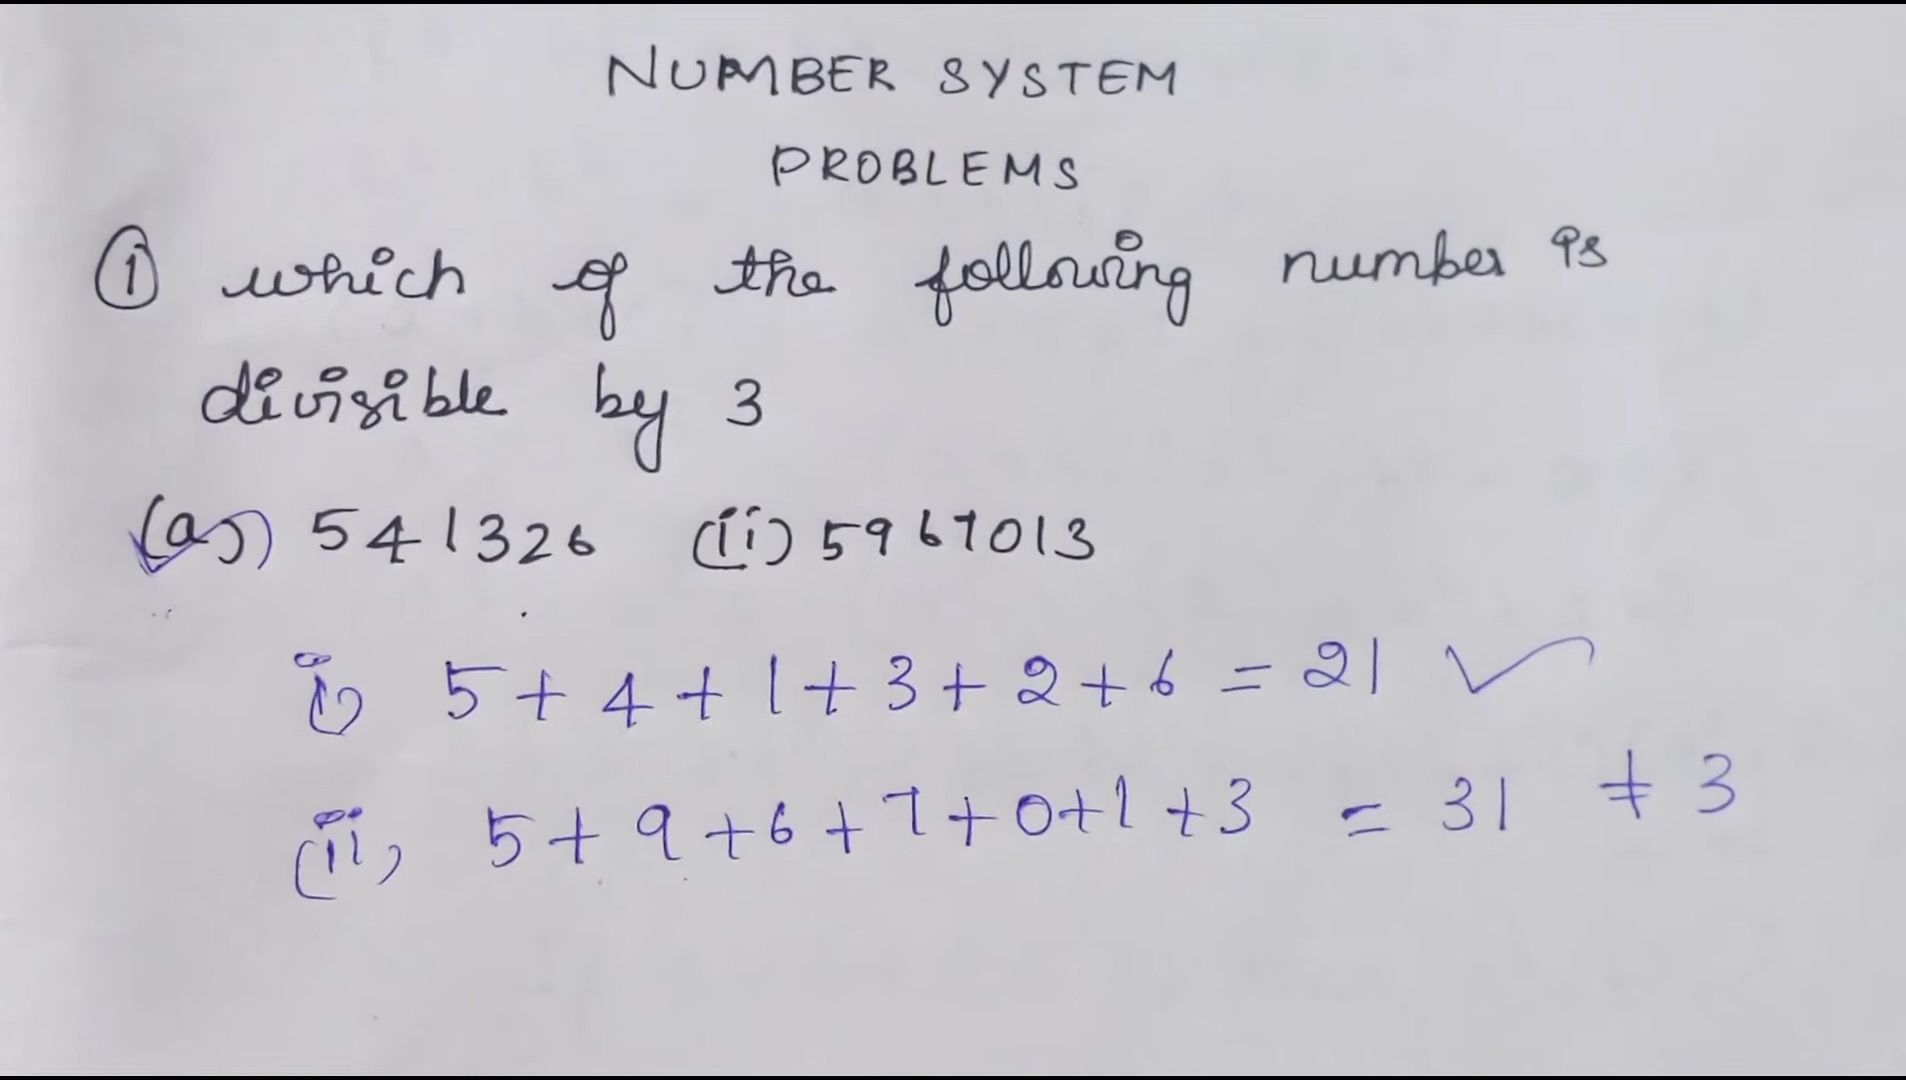 NUMBER SYSTEM
PROBLEMS
① which of the following number is
divisible by 3
(a) 541326 (ii) 5967013
i) 5+4+1+3+2+6 = 21 ✓
(ii) 5+9+6+7+0+1+3 = 31 ≠ 3